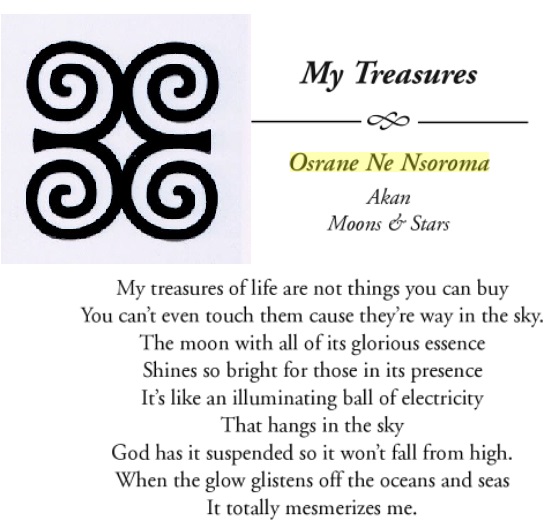 My Treasures
Osrane Ne Nsoroma
Akan
Moons & Stars
My treasures of life are not things you can buy
You can't even touch them cause they're way in the sky.
The moon with all of its glorious essence
Shines so bright for those in its presence
It's like an illuminating ball of electricity
That hangs in the sky
God has it suspended so it won't fall from high.
When the glow glistens off the oceans and seas
It totally mesmerizes me.